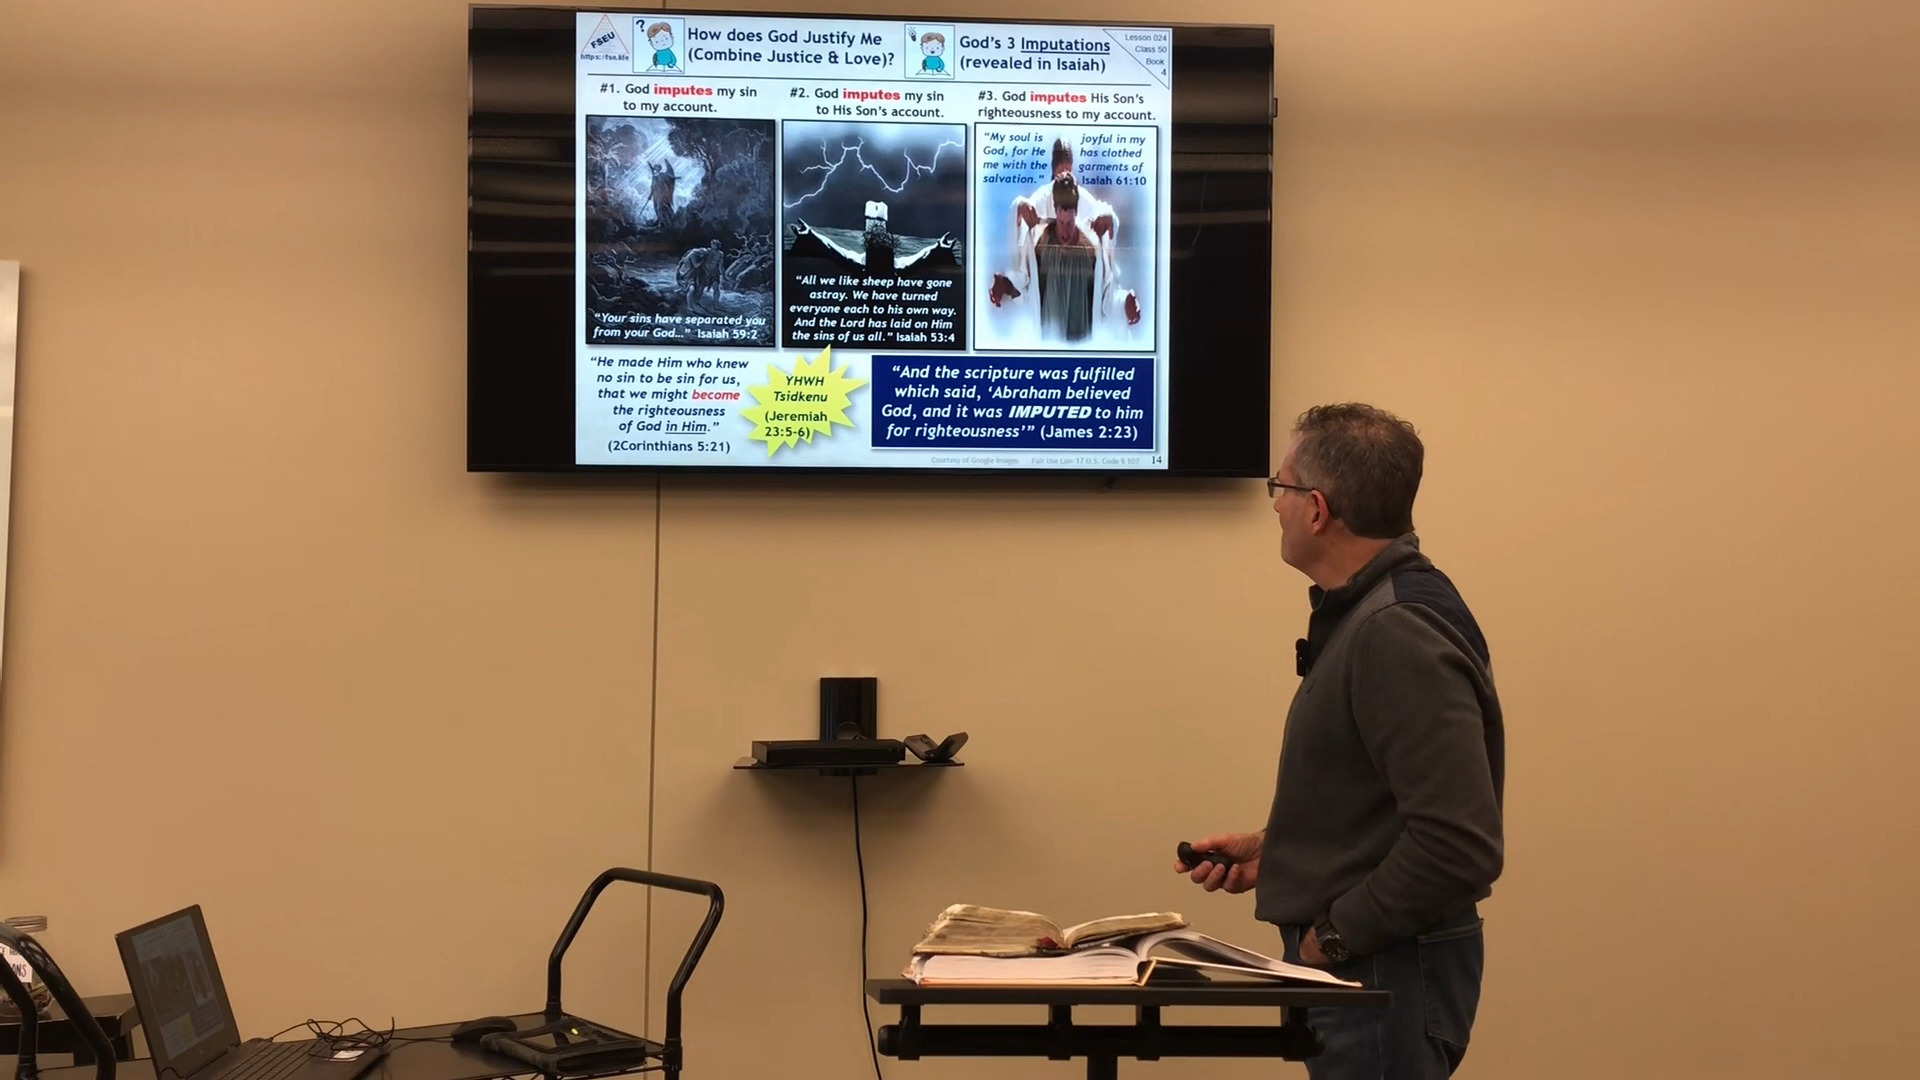 FSEU
https://fse.life
?
How does God Justify Me
(Combine Justice & Love)?
God's 3 Imputations
(revealed in Isaiah)
Lesson 024
Class 50
Book
4
#1. God imputes my sin
to my account.
#2. God imputes my sin
to His Son's account.
#3. God imputes His Son's
righteousness to my account.
"Your sins have separated you
from your God..." Isaiah 59:2
"All we like sheep have gone
astray. We have turned
everyone each to his own way.
And the Lord has laid on Him
the sins of us all." Isaiah 53:4
"My soul is joyful in my
God, for He has clothed
me with the garments of
salvation." Isaiah 61:10
"He made Him who knew
no sin to be sin for us,
that we might become
the righteousness
of God in Him."
(2Corinthians 5:21)
YHWH
Tsidkenu
(Jeremiah
23:5-6)
"And the scripture was fulfilled
which said, 'Abraham believed
God, and it was IMPUTED to him
for righteousness'" (James 2:23)
Courtesy of Google Images Fair Use Law 17 U.S. Code § 107 14